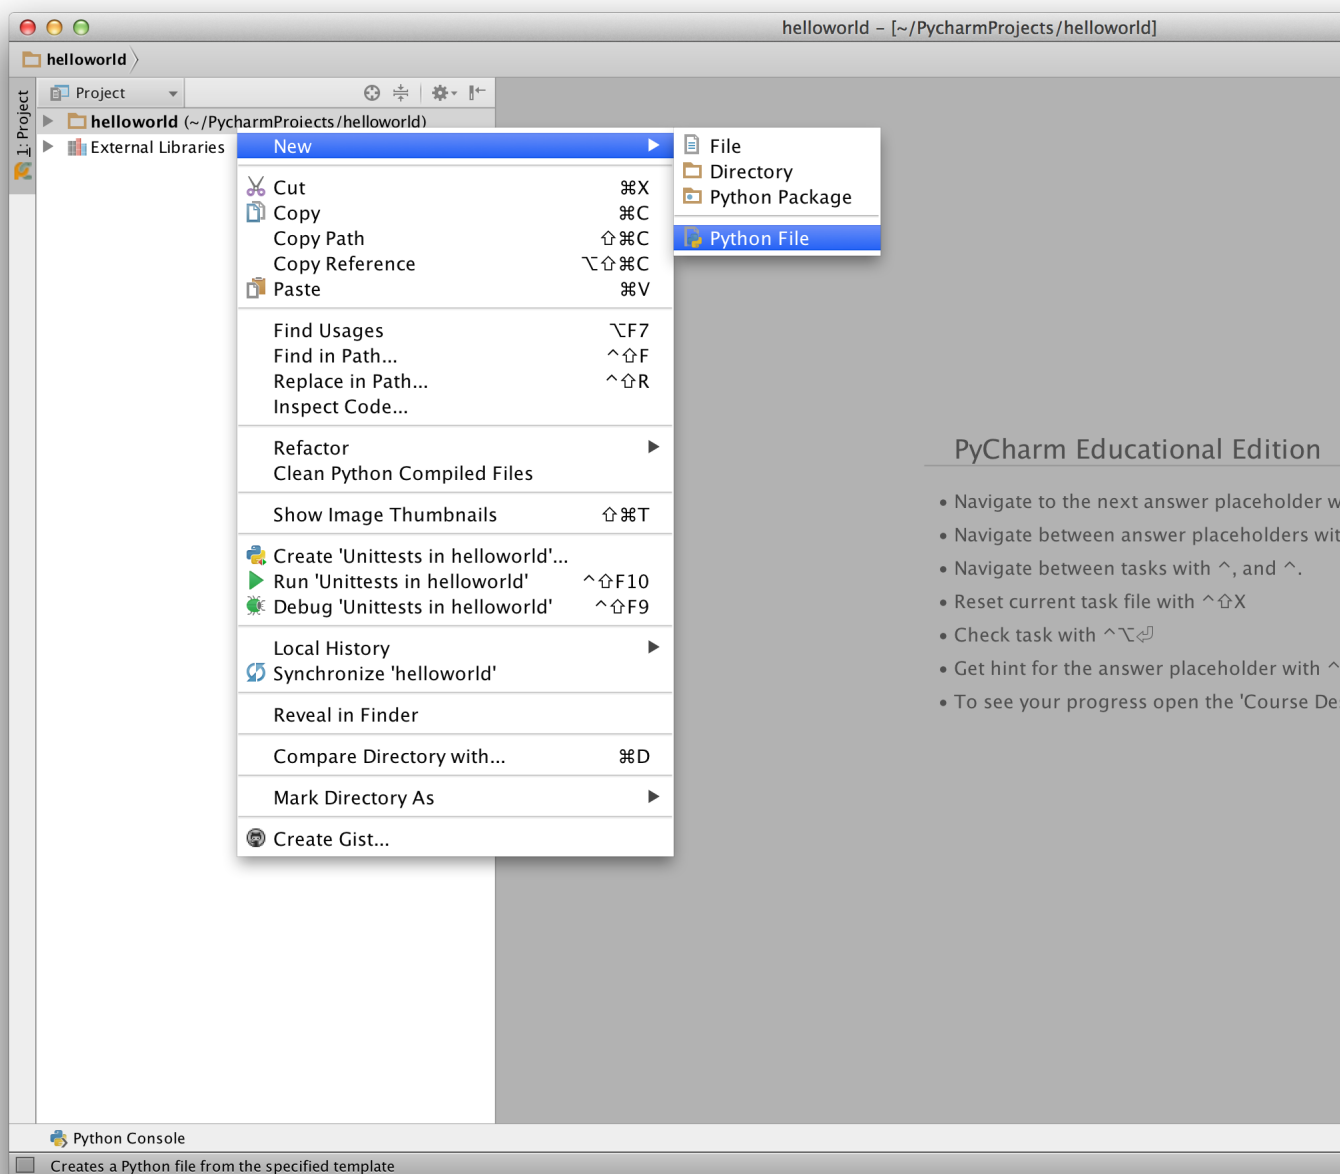 helloworld – [~/PycharmProjects/helloworld]
helloworld
1: Project
Project
helloworld (~/PycharmProjects/helloworld)
External Libraries
New
Cut ⌘X
Copy ⌘C
Copy Path ⇧⌘C
Copy Reference ⌥⇧⌘C
Paste ⌘V
Find Usages ⌥F7
Find in Path... ^⇧F
Replace in Path... ^⇧R
Inspect Code...
Refactor
Clean Python Compiled Files
Show Image Thumbnails ⇧⌘T
Create 'Unittests in helloworld'...
Run 'Unittests in helloworld' ^⇧F10
Debug 'Unittests in helloworld' ^⇧F9
Local History
Synchronize 'helloworld'
Reveal in Finder
Compare Directory with... ⌘D
Mark Directory As
Create Gist...
File
Directory
Python Package
Python File
PyCharm Educational Edition
• Navigate to the next answer placeholder w
• Navigate between answer placeholders wit
• Navigate between tasks with ^, and ^.
• Reset current task file with ^⇧X
• Check task with ^⌥⏎
• Get hint for the answer placeholder with ^
• To see your progress open the 'Course De
Python Console
Creates a Python file from the specified template